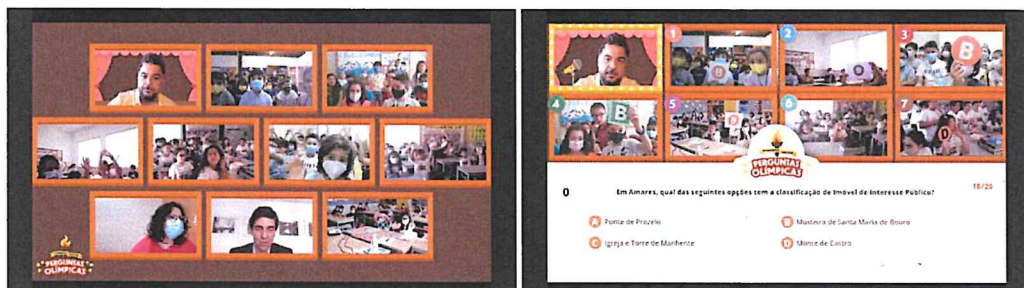 PERGUNTAS
OLÍMPICAS
1
2
3
B
B
D
4
B
5
6
7
D
D
PERGUNTAS
OLÍMPICAS
0
Em Amares, qual das seguintes opções tem a classificação de Imóvel de Interesse Público?
18/20
A Ponte de Prozelo
B Mosteiro de Santa Maria de Bouro
C Igreja e Torre de Manhente
D Monte de Castro